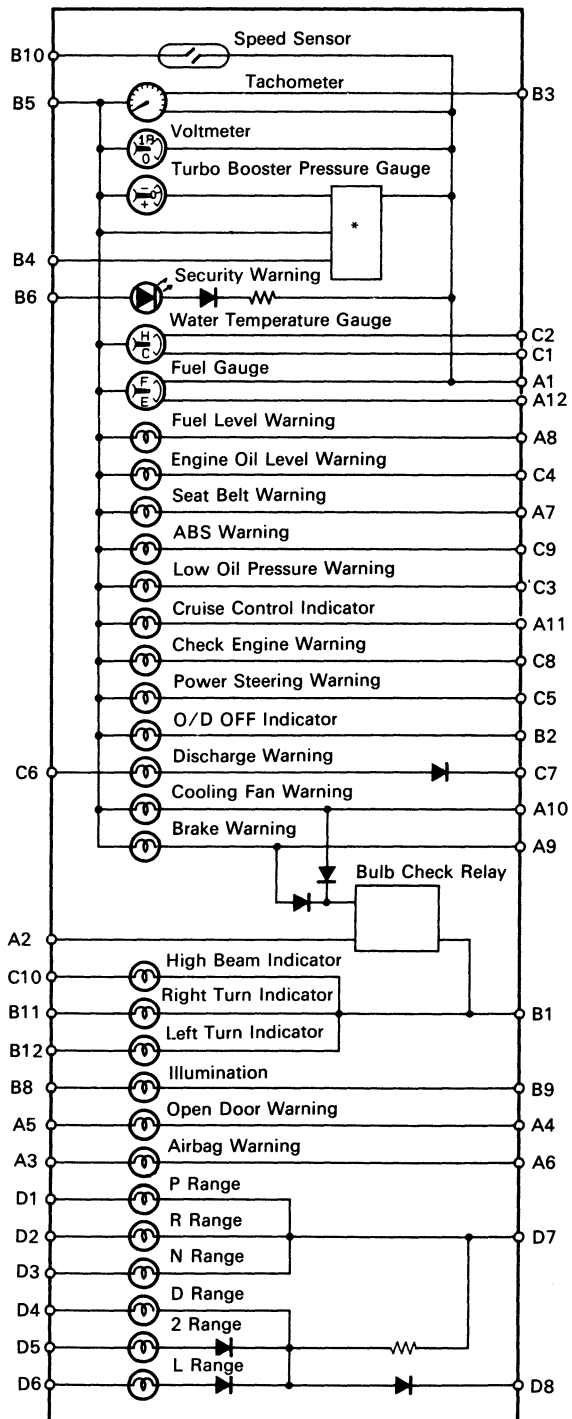 Speed Sensor
B10
Tachometer
B5
B3
Voltmeter
18
0
Turbo Booster Pressure Gauge
-
0
+
*
B4
Security Warning
B6
Water Temperature Gauge
H
C
C2
C1
Fuel Gauge
F
E
A1
A12
Fuel Level Warning
A8
Engine Oil Level Warning
C4
Seat Belt Warning
A7
ABS Warning
C9
Low Oil Pressure Warning
C3
Cruise Control Indicator
A11
Check Engine Warning
C8
Power Steering Warning
C5
O/D OFF Indicator
B2
Discharge Warning
C6
C7
Cooling Fan Warning
A10
Brake Warning
A9
Bulb Check Relay
A2
High Beam Indicator
C10
Right Turn Indicator
B11
B1
Left Turn Indicator
B12
Illumination
B8
B9
Open Door Warning
A5
A4
Airbag Warning
A3
A6
P Range
D1
R Range
D2
D7
N Range
D3
D Range
D4
2 Range
D5
L Range
D6
D8